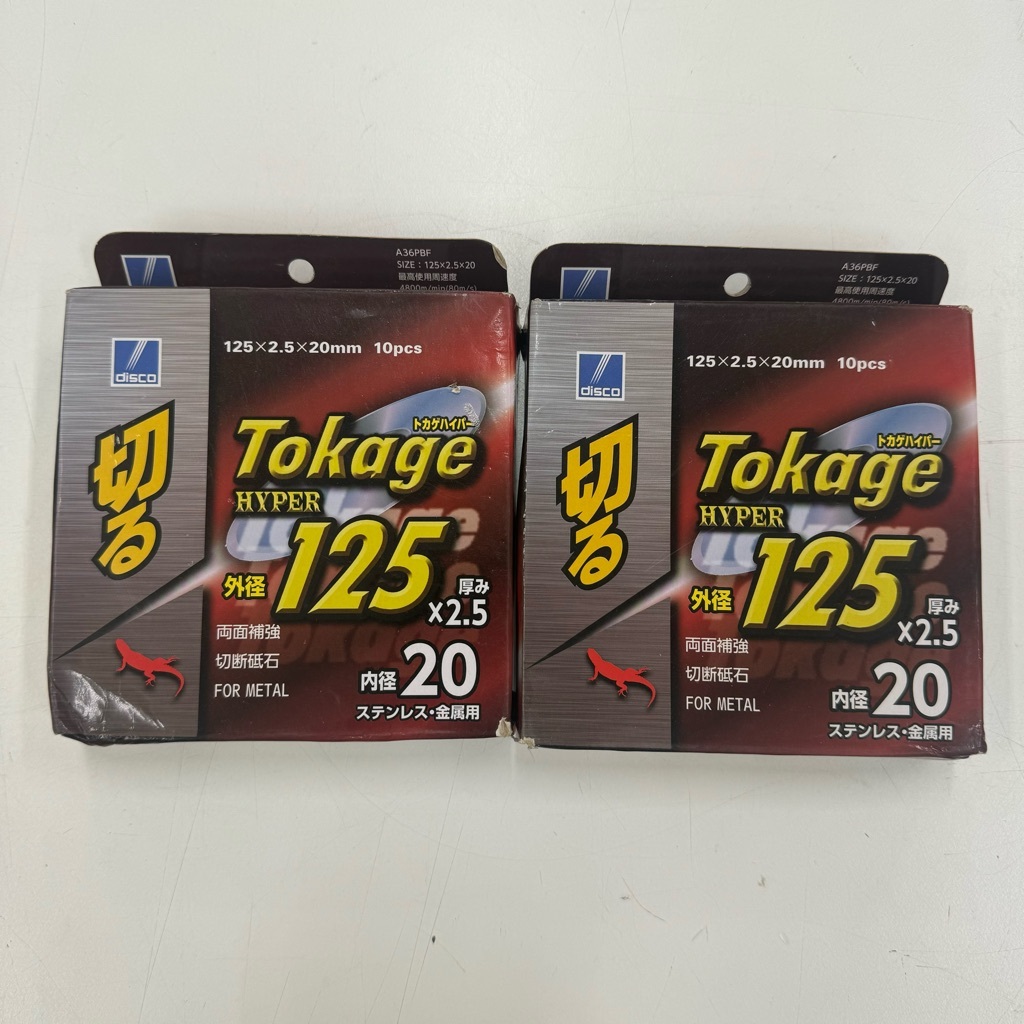 A36PBF
SIZE：125×2.5×20
最高使用周速度
4800m/min(80m/s)
125×2.5×20mm 10pcs
disco
切る
トカゲハイパー
Tokage
HYPER
外径 125
厚み
×2.5
両面補強
切断砥石
FOR METAL
内径 20
ステンレス・金属用
A36PBF
SIZE：125×2.5×20
最高使用周速度
4800m/min(80m/s)
125×2.5×20mm 10pcs
disco
切る
トカゲハイパー
Tokage
HYPER
外径 125
厚み
×2.5
両面補強
切断砥石
FOR METAL
内径 20
ステンレス・金属用